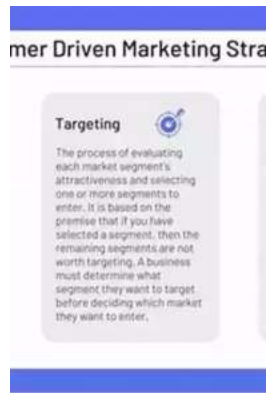 mer Driven Marketing Stra
Targeting
The process of evaluating
each market segment's
attractiveness and selecting
one or more segments to
enter. It is based on the
premise that if you have
selected a segment, then the
remaining segments are not
worth targeting. A business
must determine what
segment they want to target
before deciding which market
they want to enter.